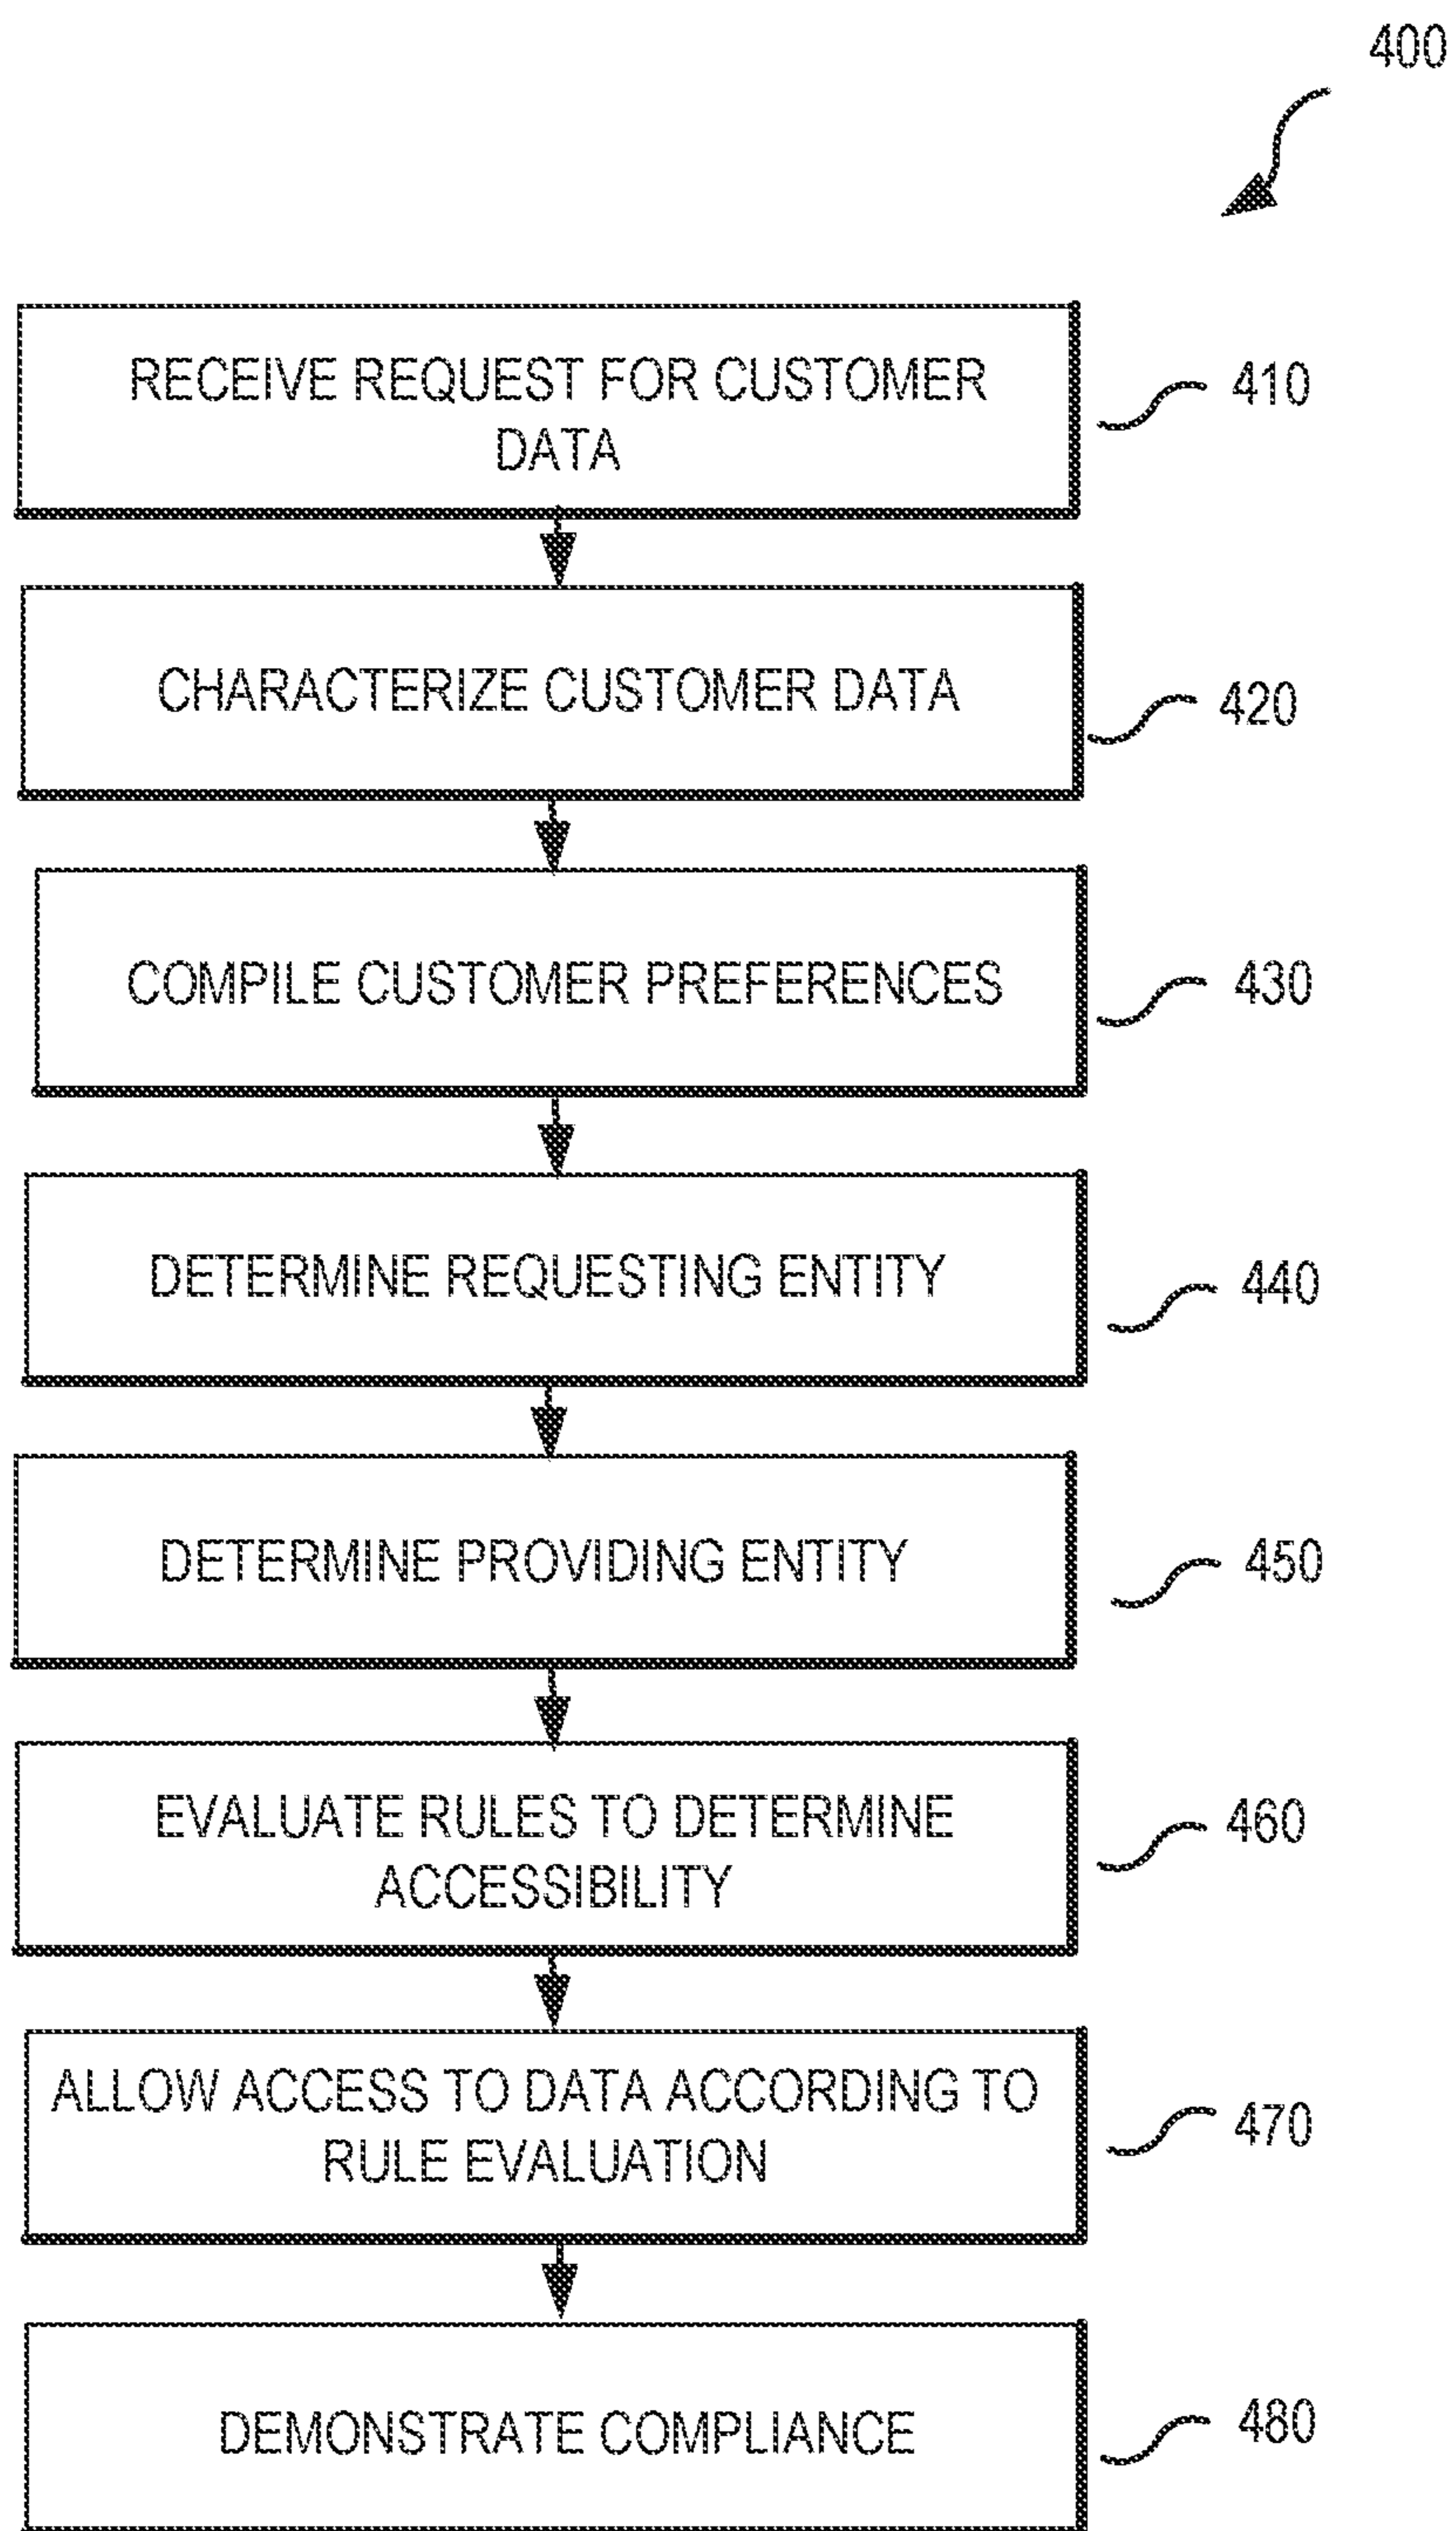 400
RECEIVE REQUEST FOR CUSTOMER
DATA
410
CHARACTERIZE CUSTOMER DATA
420
COMPILE CUSTOMER PREFERENCES
430
DETERMINE REQUESTING ENTITY
440
DETERMINE PROVIDING ENTITY
450
EVALUATE RULES TO DETERMINE
ACCESSIBILITY
460
ALLOW ACCESS TO DATA ACCORDING TO
RULE EVALUATION
470
DEMONSTRATE COMPLIANCE
480